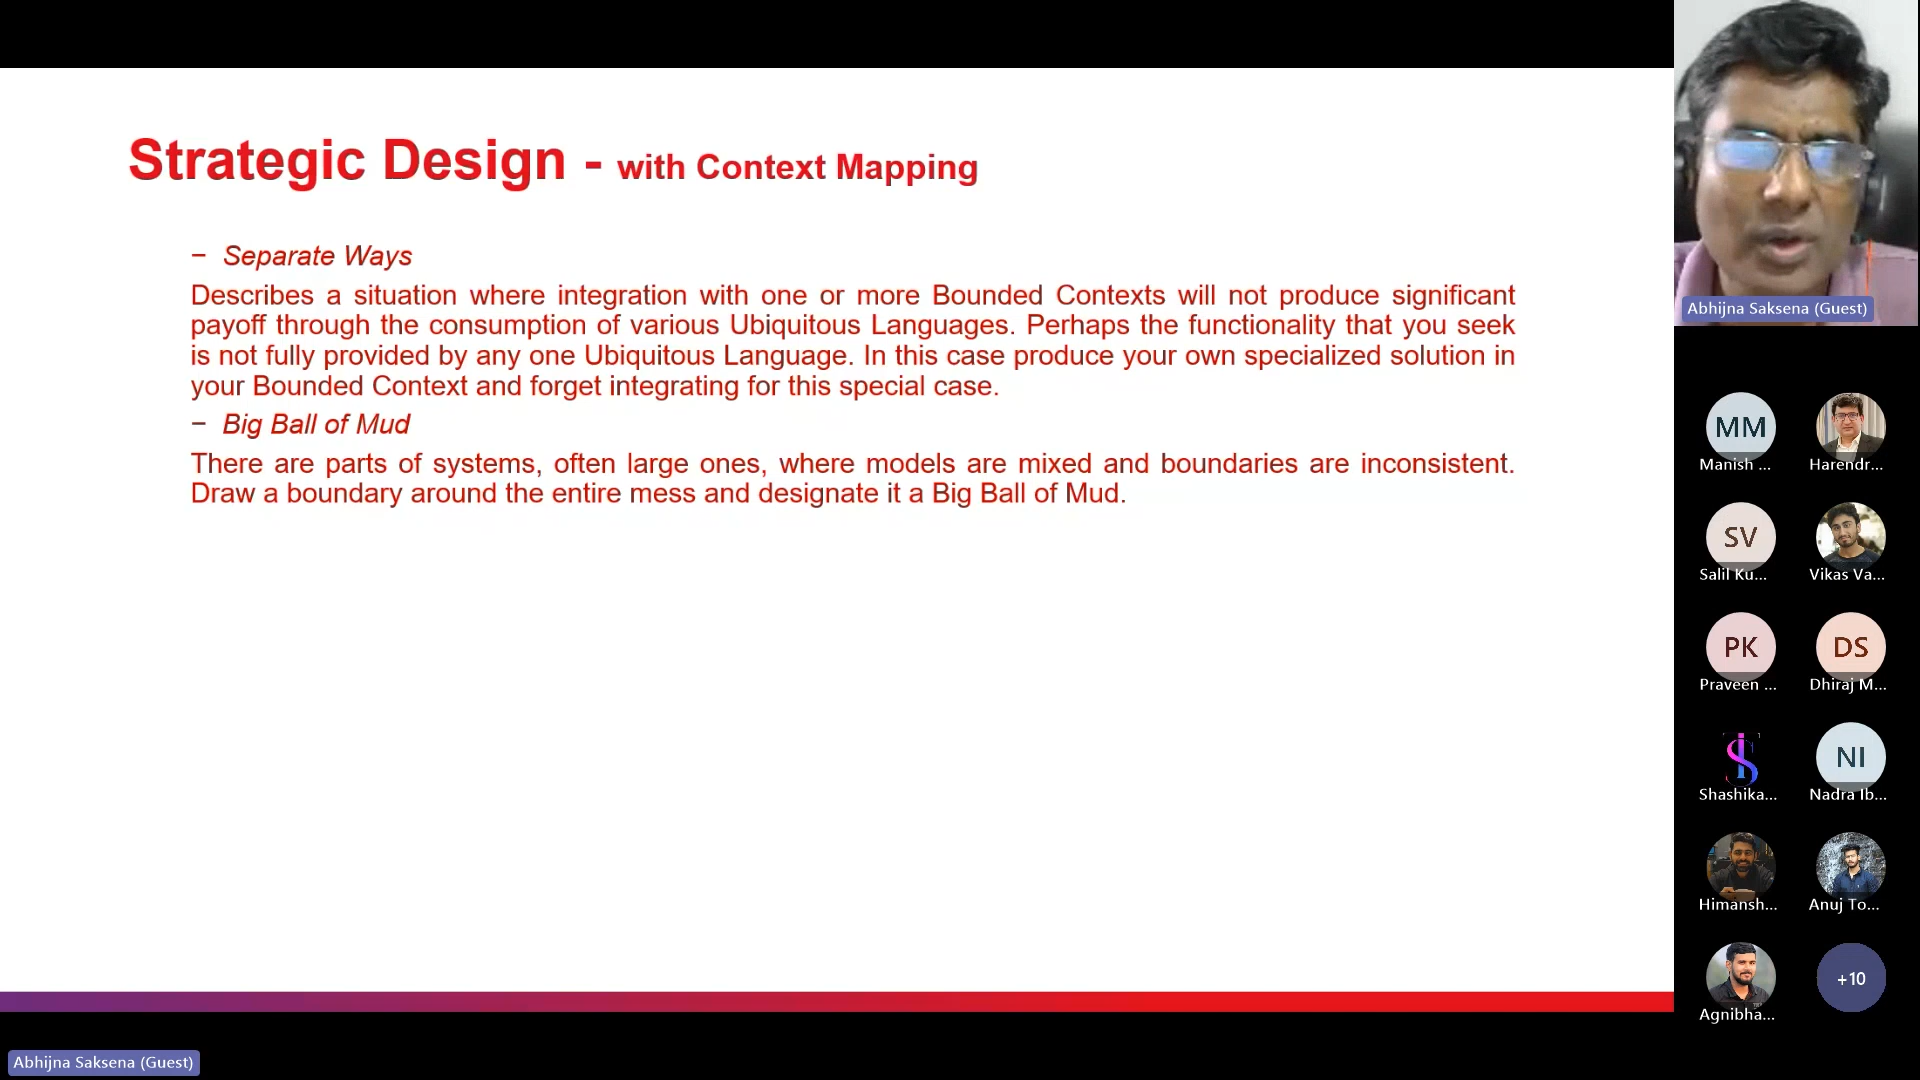 Strategic Design - with Context Mapping
– Separate Ways
Describes a situation where integration with one or more Bounded Contexts will not produce significant
payoff through the consumption of various Ubiquitous Languages. Perhaps the functionality that you seek
is not fully provided by any one Ubiquitous Language. In this case produce your own specialized solution in
your Bounded Context and forget integrating for this special case.
– Big Ball of Mud
There are parts of systems, often large ones, where models are mixed and boundaries are inconsistent.
Draw a boundary around the entire mess and designate it a Big Ball of Mud.
Abhijna Saksena (Guest)
MM
Manish ...
Harendr...
SV
Salil Ku...
Vikas Va...
PK
Praveen ...
DS
Dhiraj M...
Shashika...
NI
Nadra Ib...
Himansh...
Anuj To...
Agnibha...
+10
Abhijna Saksena (Guest)